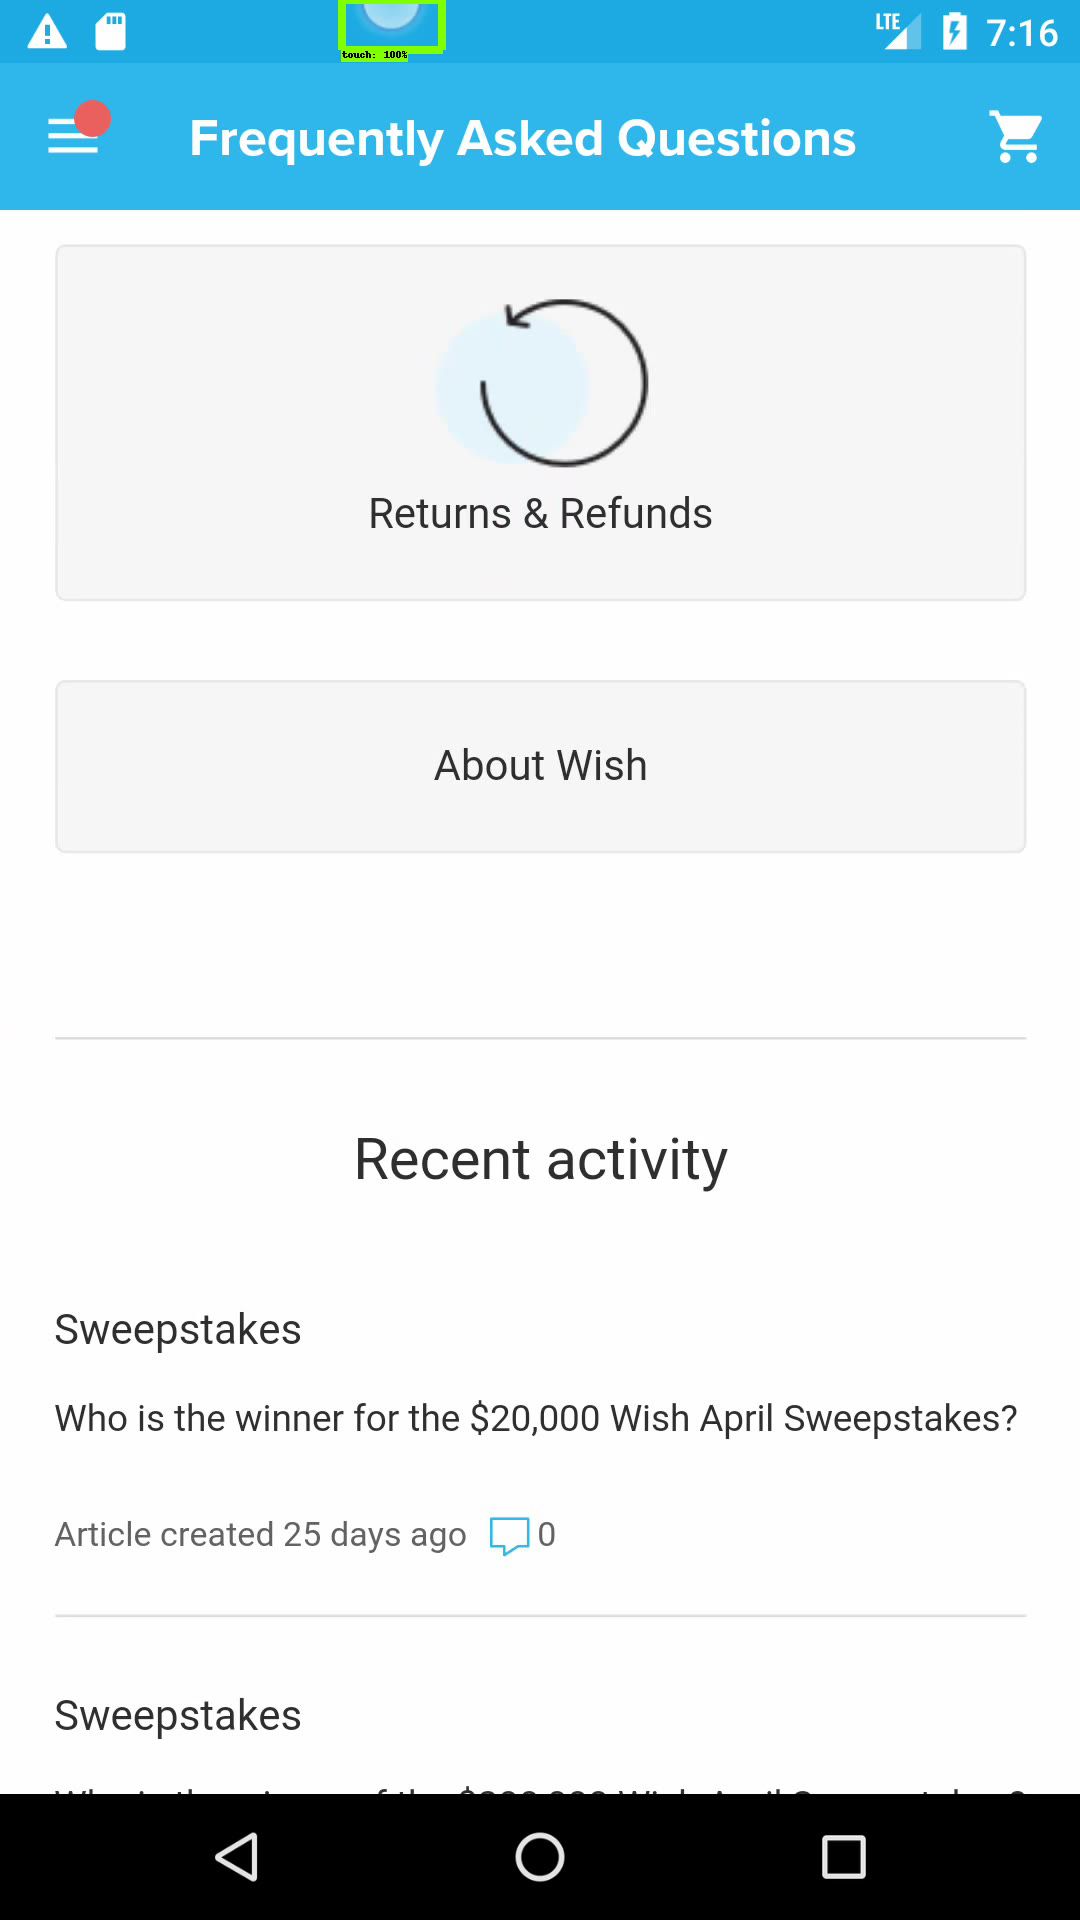 touch: 100%
LTE 7:16
Frequently Asked Questions
Returns & Refunds
About Wish
Recent activity
Sweepstakes
Who is the winner for the $20,000 Wish April Sweepstakes?
Article created 25 days ago 0
Sweepstakes